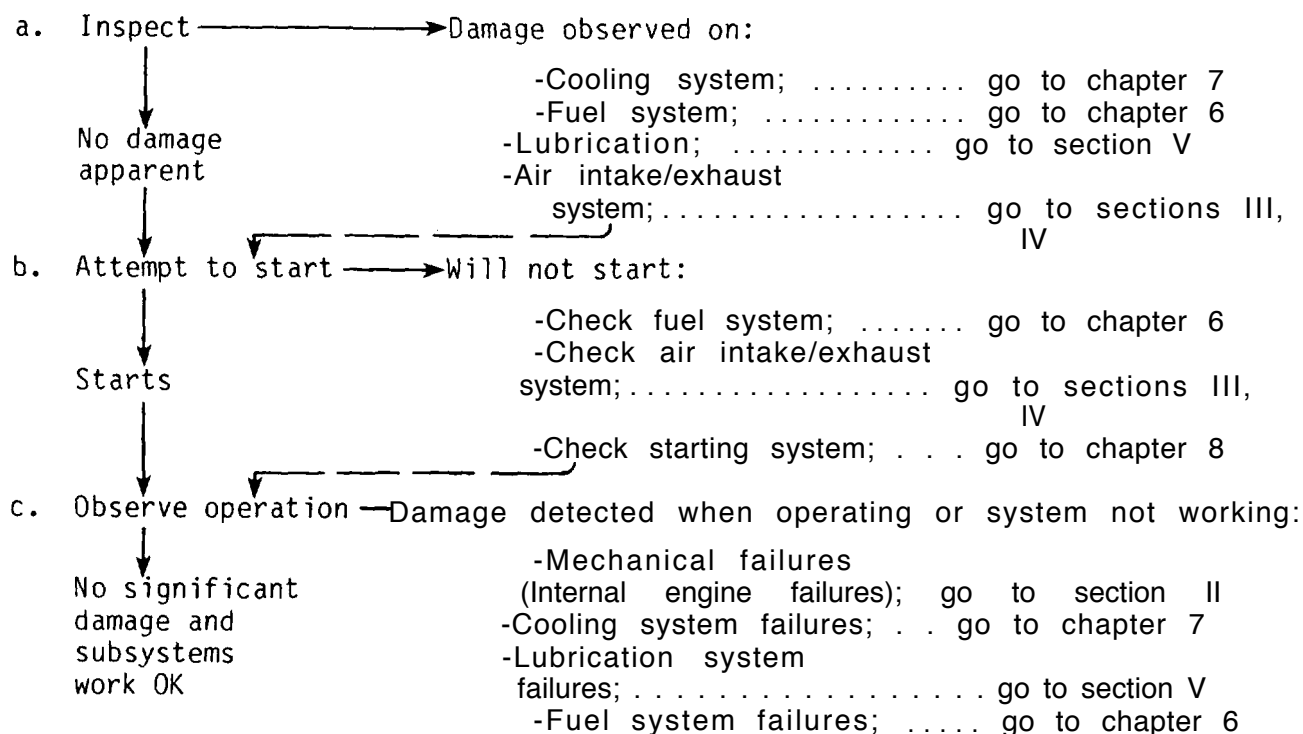 a. Inspect Damage observed on:
-Cooling system; .......... go to chapter 7
-Fuel system; ............. go to chapter 6
No damage
apparent
-Lubrication; ............. go to section V
-Air intake/exhaust
system; .................. go to sections III,
IV
b. Attempt to start Will not start:
-Check fuel system; ....... go to chapter 6
-Check air intake/exhaust
Starts
system; .................. go to sections III,
IV
-Check starting system; . . . go to chapter 8
c. Observe operation Damage detected when operating or system not working:
-Mechanical failures
No significant
damage and
subsystems
work OK
(Internal engine failures); go to section II
-Cooling system failures; . . go to chapter 7
-Lubrication system
failures; . . . . . . . . . . . . . . . . . . go to section V
-Fuel system failures; ..... go to chapter 6